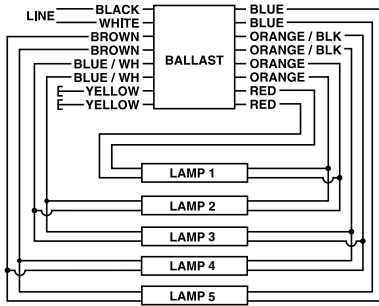 BLACK
LINE
WHITE
BROWN
BROWN
BLUE / WH
BLUE / WH
YELLOW
YELLOW
BALLAST
BLUE
BLUE
ORANGE / BLK
ORANGE / BLK
ORANGE
ORANGE
RED
RED
LAMP 1
LAMP 2
LAMP 3
LAMP 4
LAMP 5